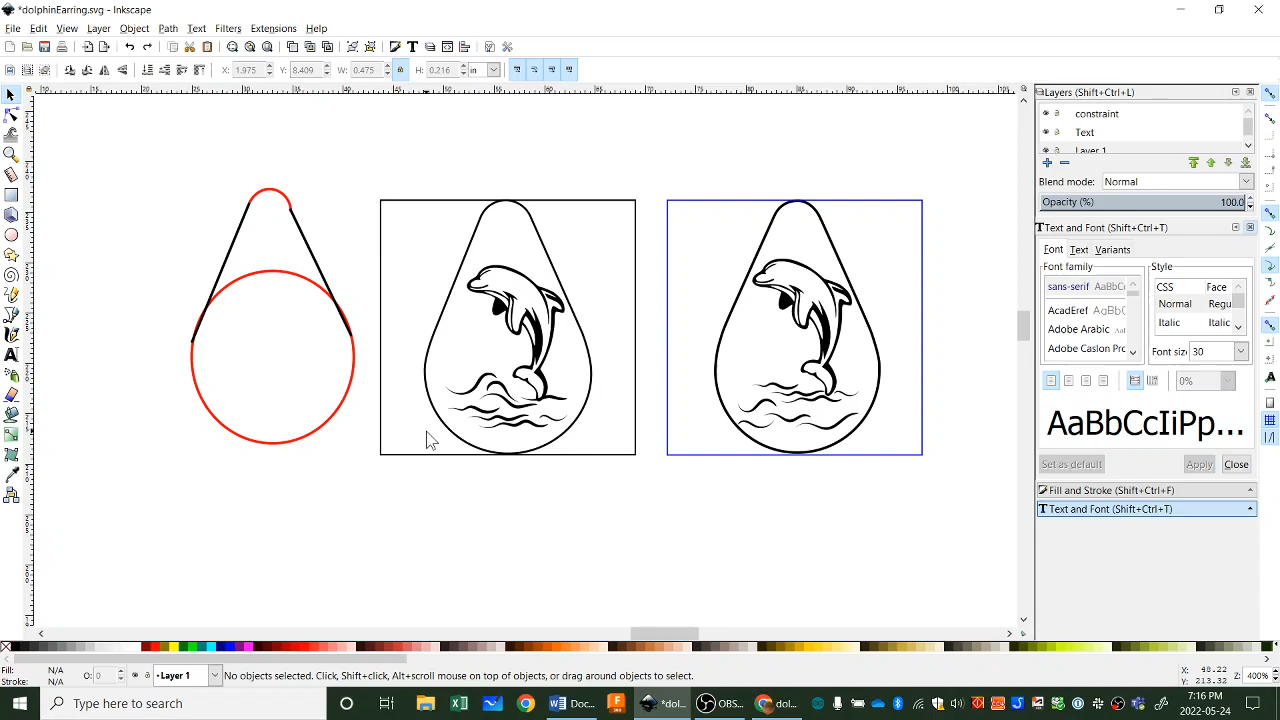 *dolphinEarring.svg - Inkscape
File Edit View Layer Object Path Text Filters Extensions Help
X: 1.975 Y: 8.409 W: 0.475 H: 0.216 in
Layers (Shift+Ctrl+L)
constraint
Text
Layer 1
Blend mode: Normal
Opacity (%) 100.0
Text and Font (Shift+Ctrl+T)
Font Text Variants
Font family Style
sans-serif AaBbC CSS Face
AcadEref AaBbC Normal Regu
Adobe Arabic Aa Italic Italic
Adobe Caslon Pro
Font size 30
0%
AaBbCcIiPp...
Set as default Apply Close
Fill and Stroke (Shift+Ctrl+F)
Text and Font (Shift+Ctrl+T)
Fill: N/A
Stroke: N/A
O: 0
•Layer 1
No objects selected. Click, Shift+click, Alt+scroll mouse on top of objects, or drag around objects to select.
X: 48.22
Y: 213.32
Z: 400%
Type here to search
Doc...
*dol...
OBS...
dol...
7:16 PM
2022-05-24